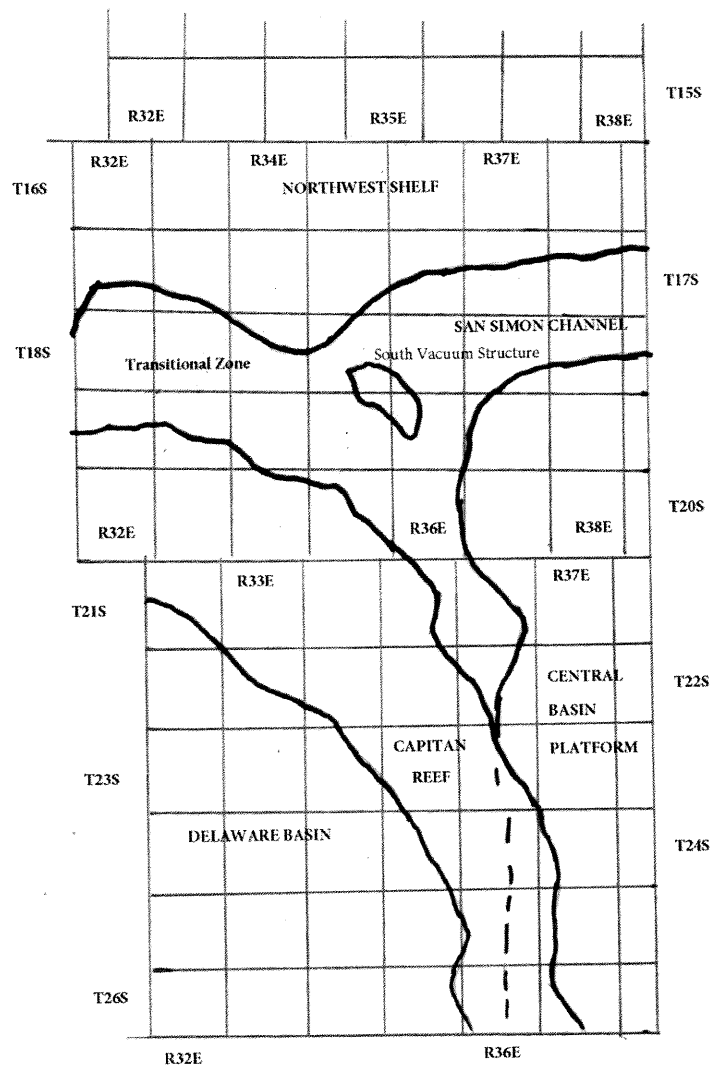 T15S
R32E
R35E
R38E
R32E
R34E
R37E
T16S
NORTHWEST SHELF
T17S
SAN SIMON CHANNEL
T18S
South Vacuum Structure
Transitional Zone
T20S
R32E
R36E
R38E
R33E
R37E
T21S
CENTRAL
T22S
BASIN
CAPITAN
PLATFORM
REEF
T23S
DELAWARE BASIN
T24S
T26S
R32E
R36E